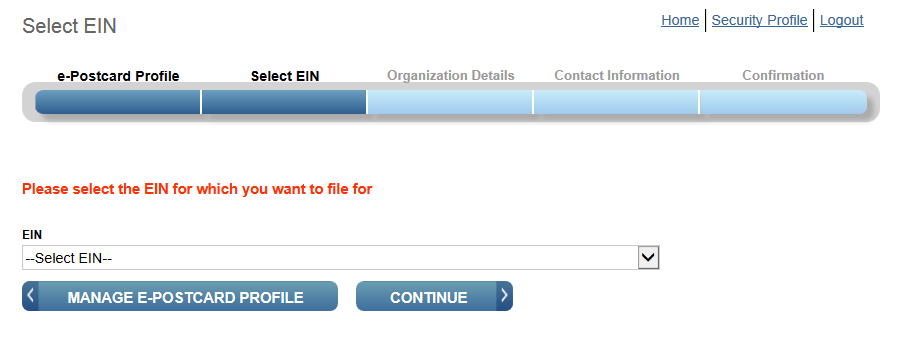 Select EIN
Home Security Profile Logout
e-Postcard Profile Select EIN Organization Details Contact Information Confirmation
Please select the EIN for which you want to file for
EIN
--Select EIN--
MANAGE E-POSTCARD PROFILE CONTINUE